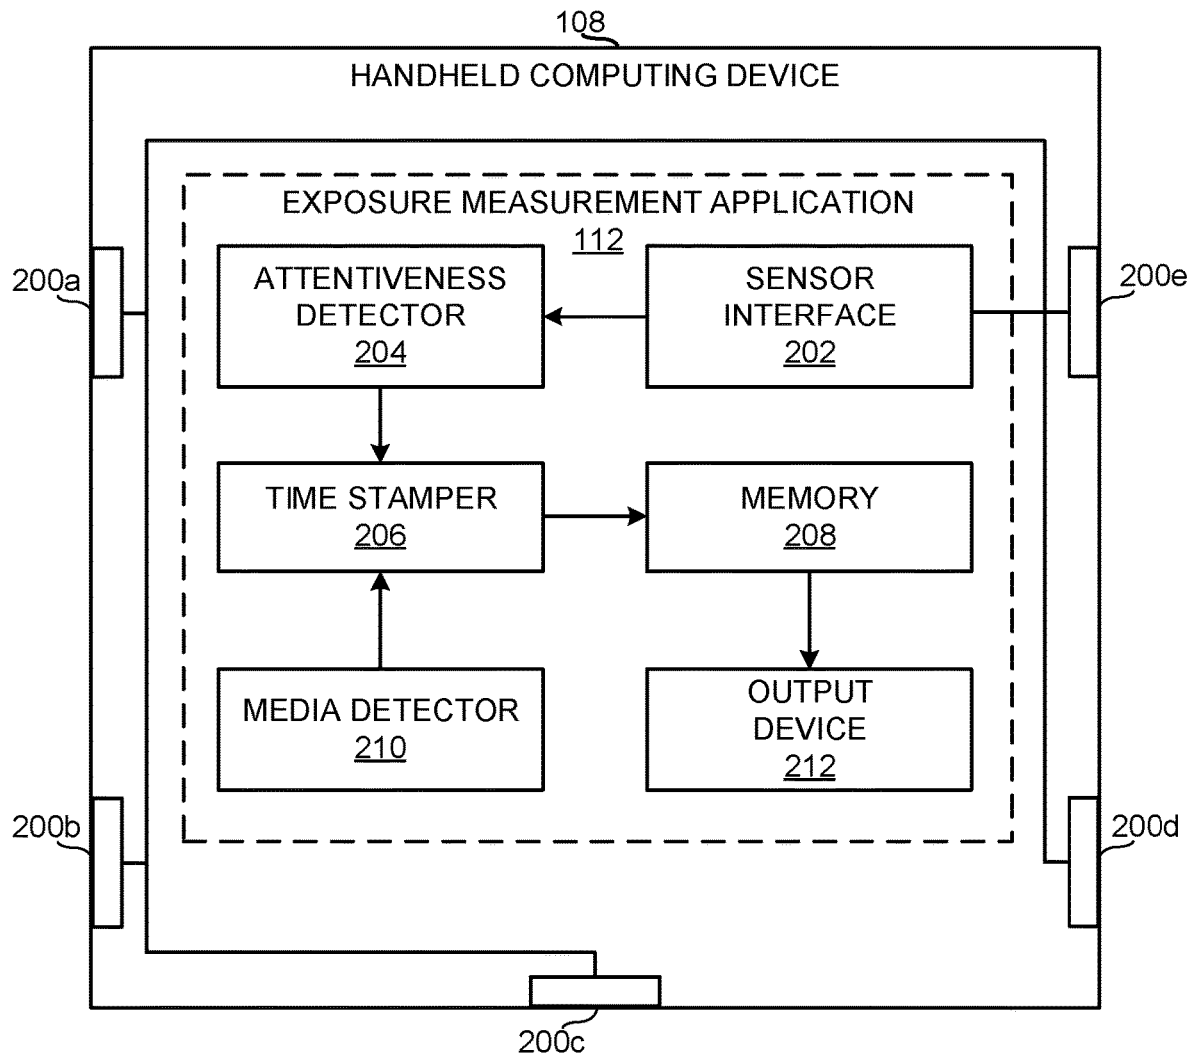 108
HANDHELD COMPUTING DEVICE
EXPOSURE MEASUREMENT APPLICATION
112
200a
ATTENTIVENESS
DETECTOR
204
SENSOR
INTERFACE
202
200e
TIME STAMPER
206
MEMORY
208
MEDIA DETECTOR
210
OUTPUT
DEVICE
212
200b
200d
200c